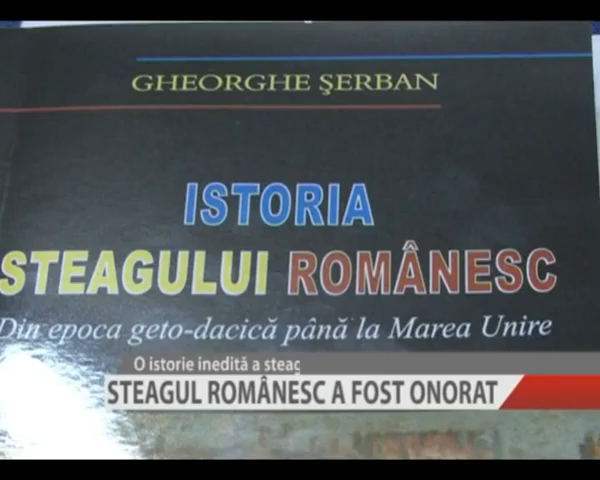 GHEORGHE ŞERBAN
ISTORIA
STEAGULUI ROMÂNESC
Din epoca geto-dacică până la Marea Unire
O istorie inedită a steag
STEAGUL ROMÂNESC A FOST ONORAT